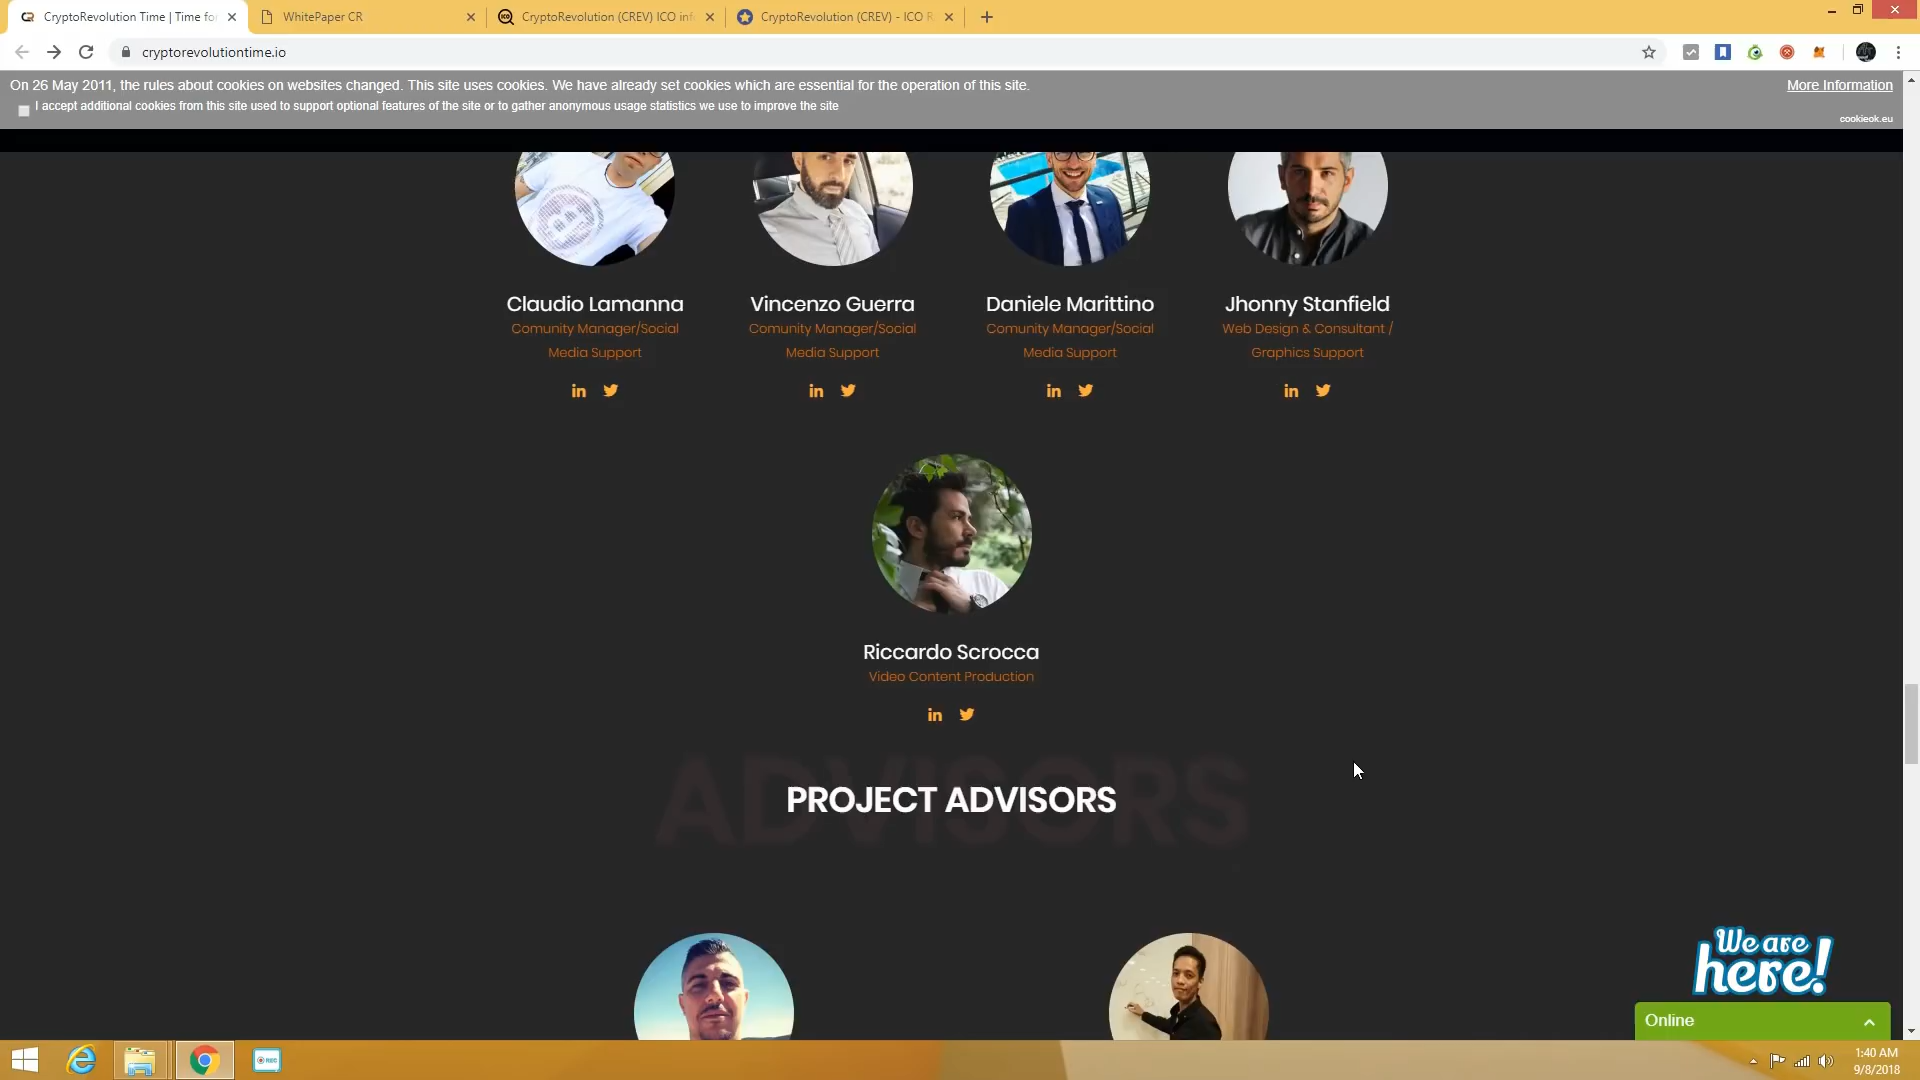 CryptoRevolution Time | Time fo
WhitePaper CR
CryptoRevolution (CREV) ICO inf
CryptoRevolution (CREV) - ICO R
cryptorevolutiontime.io
On 26 May 2011, the rules about cookies on websites changed. This site uses cookies. We have already set cookies which are essential for the operation of this site.
More Information
I accept additional cookies from this site used to support optional features of the site or to gather anonymous usage statistics we use to improve the site
cookieok.eu
Claudio Lamanna
Comunity Manager/Social
Media Support
Vincenzo Guerra
Comunity Manager/Social
Media Support
Daniele Marittino
Comunity Manager/Social
Media Support
Jhonny Stanfield
Web Design & Consultant /
Graphics Support
Riccardo Scrocca
Video Content Production
ADVISORS
PROJECT ADVISORS
We are
here!
Online
1:40 AM
9/8/2018